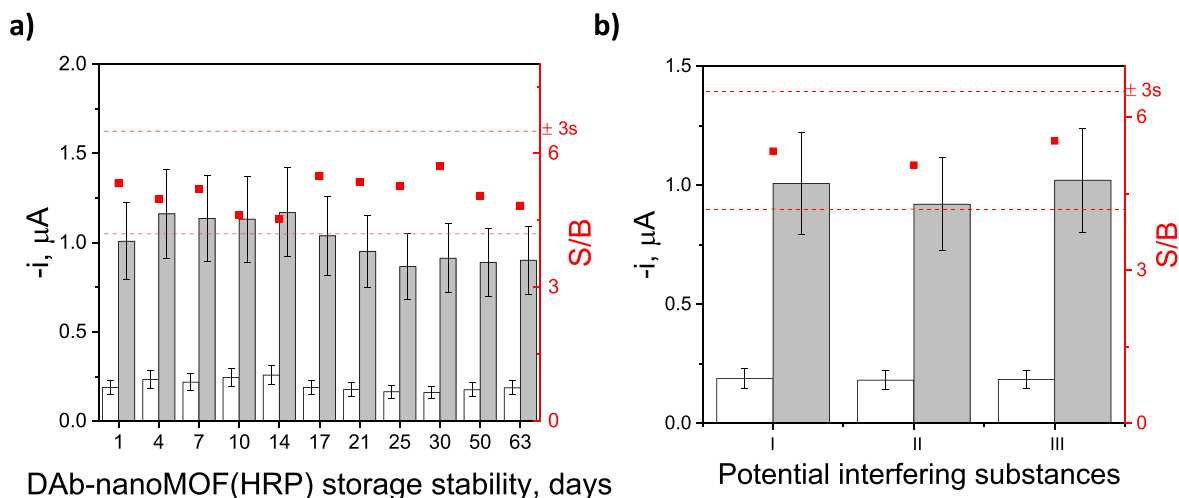 a)
2.0
1.5
1.0
0.5
0.0
-i, μA
± 3s
6
3
0
S/B
1 4 7 10 14 17 21 25 30 50 63
DAb-nanoMOF(HRP) storage stability, days
b)
1.5
1.0
0.5
0.0
-i, μA
± 3s
6
3
0
S/B
I II III
Potential interfering substances